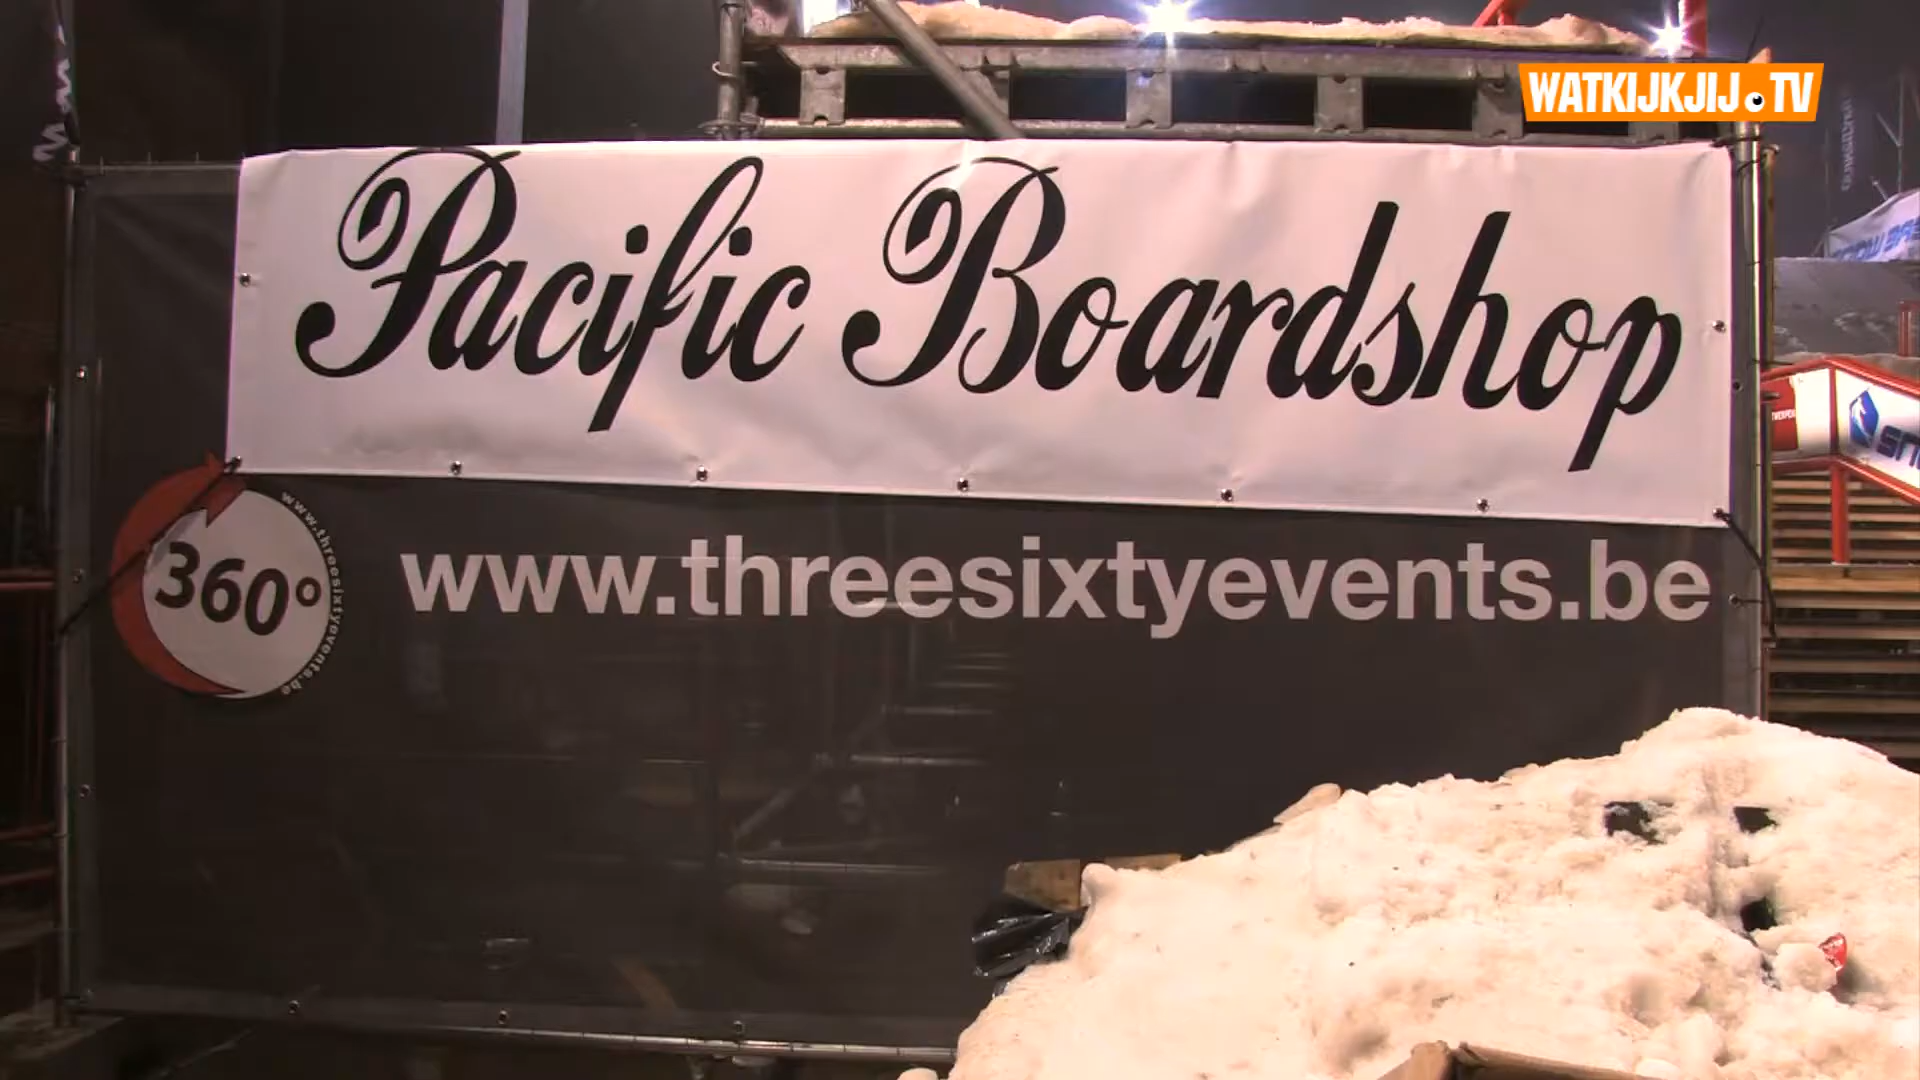 WATKIJKJIJ.TV
Pacific Boardshop
360°
www.threesixtyevents.be
www.threesixtyevents.be